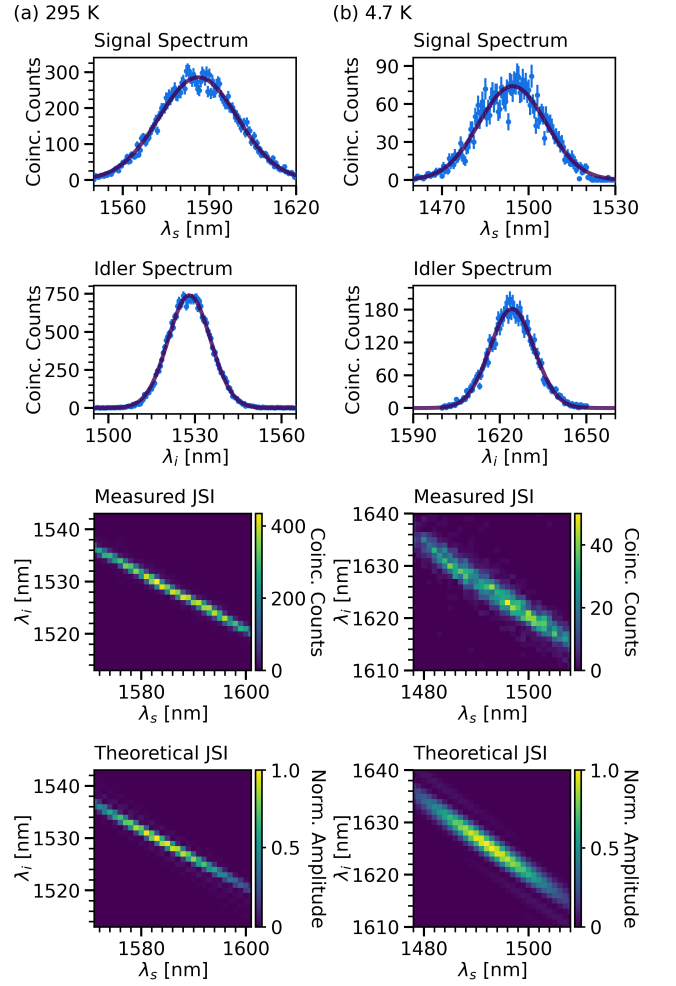 (a) 295 K
(b) 4.7 K
Signal Spectrum
Coinc. Counts
300
200
100
0
1560 1590 1620
λs [nm]
Signal Spectrum
Coinc. Counts
90
60
30
0
1470 1500 1530
λs [nm]
Idler Spectrum
Coinc. Counts
750
500
250
0
1500 1530 1560
λi [nm]
Idler Spectrum
Coinc. Counts
180
120
60
0
1590 1620 1650
λi [nm]
Measured JSI
λi [nm]
1540
1530
1520
1580 1600
λs [nm]
400
200
0
Coinc. Counts
Measured JSI
λi [nm]
1640
1630
1620
1610
1480 1500
λs [nm]
40
20
0
Coinc. Counts
Theoretical JSI
λi [nm]
1540
1530
1520
1580 1600
λs [nm]
1.0
0.5
0
Norm. Amplitude
Theoretical JSI
λi [nm]
1640
1630
1620
1610
1480 1500
λs [nm]
1.0
0.5
0
Norm. Amplitude